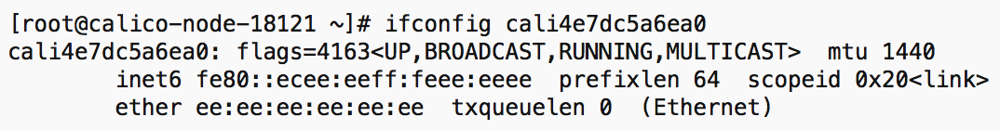 [root@calico-node-18121 ~]# ifconfig cali4e7dc5a6ea0
cali4e7dc5a6ea0: flags=4163<UP,BROADCAST,RUNNING,MULTICAST>  mtu 1440
        inet6 fe80::ecee:eeff:feee:eeee  prefixlen 64  scopeid 0x20<link>
        ether ee:ee:ee:ee:ee:ee  txqueuelen 0  (Ethernet)